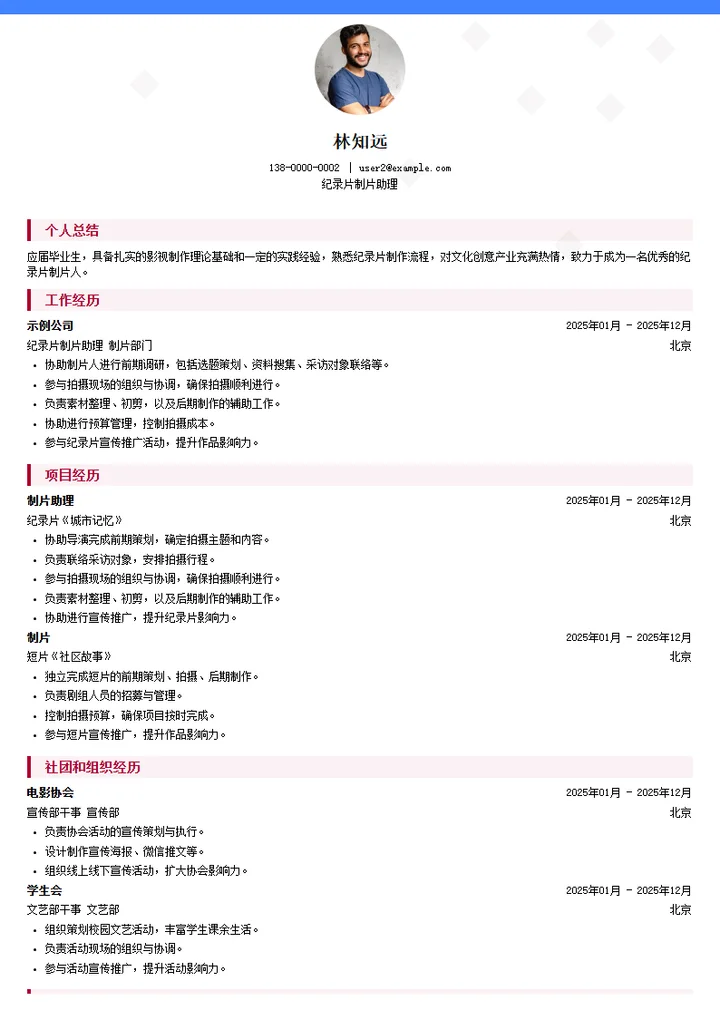 林知远
138-0000-0002 | user2@example.com
纪录片制片助理
个人总结
应届毕业生，具备扎实的影视制作理论基础和一定的实践经验，熟悉纪录片制作流程，对文化创意产业充满热情，致力于成为一名优秀的纪
录片制片人。
工作经历
示例公司 2025年01月 - 2025年12月
纪录片制片助理 制片部门 北京
• 协助制片人进行前期调研，包括选题策划、资料搜集、采访对象联络等。
• 参与拍摄现场的组织与协调，确保拍摄顺利进行。
• 负责素材整理、初剪，以及后期制作的辅助工作。
• 协助进行预算管理，控制拍摄成本。
• 参与纪录片宣传推广活动，提升作品影响力。
项目经历
制片助理 2025年01月 - 2025年12月
纪录片《城市记忆》 北京
• 协助导演完成前期策划，确定拍摄主题和内容。
• 负责联络采访对象，安排拍摄行程。
• 参与拍摄现场的组织与协调，确保拍摄顺利进行。
• 负责素材整理、初剪，以及后期制作的辅助工作。
• 协助进行宣传推广，提升纪录片影响力。
制片 2025年01月 - 2025年12月
短片《社区故事》 北京
• 独立完成短片的前期策划、拍摄、后期制作。
• 负责剧组人员的招募与管理。
• 控制拍摄预算，确保项目按时完成。
• 参与短片宣传推广，提升作品影响力。
社团和组织经历
电影协会 2025年01月 - 2025年12月
宣传部干事 宣传部 北京
• 负责协会活动的宣传策划与执行。
• 设计制作宣传海报、微信推文等。
• 组织线上线下宣传活动，扩大协会影响力。
学生会 2025年01月 - 2025年12月
文艺部干事 文艺部 北京
• 组织策划校园文艺活动，丰富学生课余生活。
• 负责活动现场的组织与协调。
• 参与活动宣传推广，提升活动影响力。